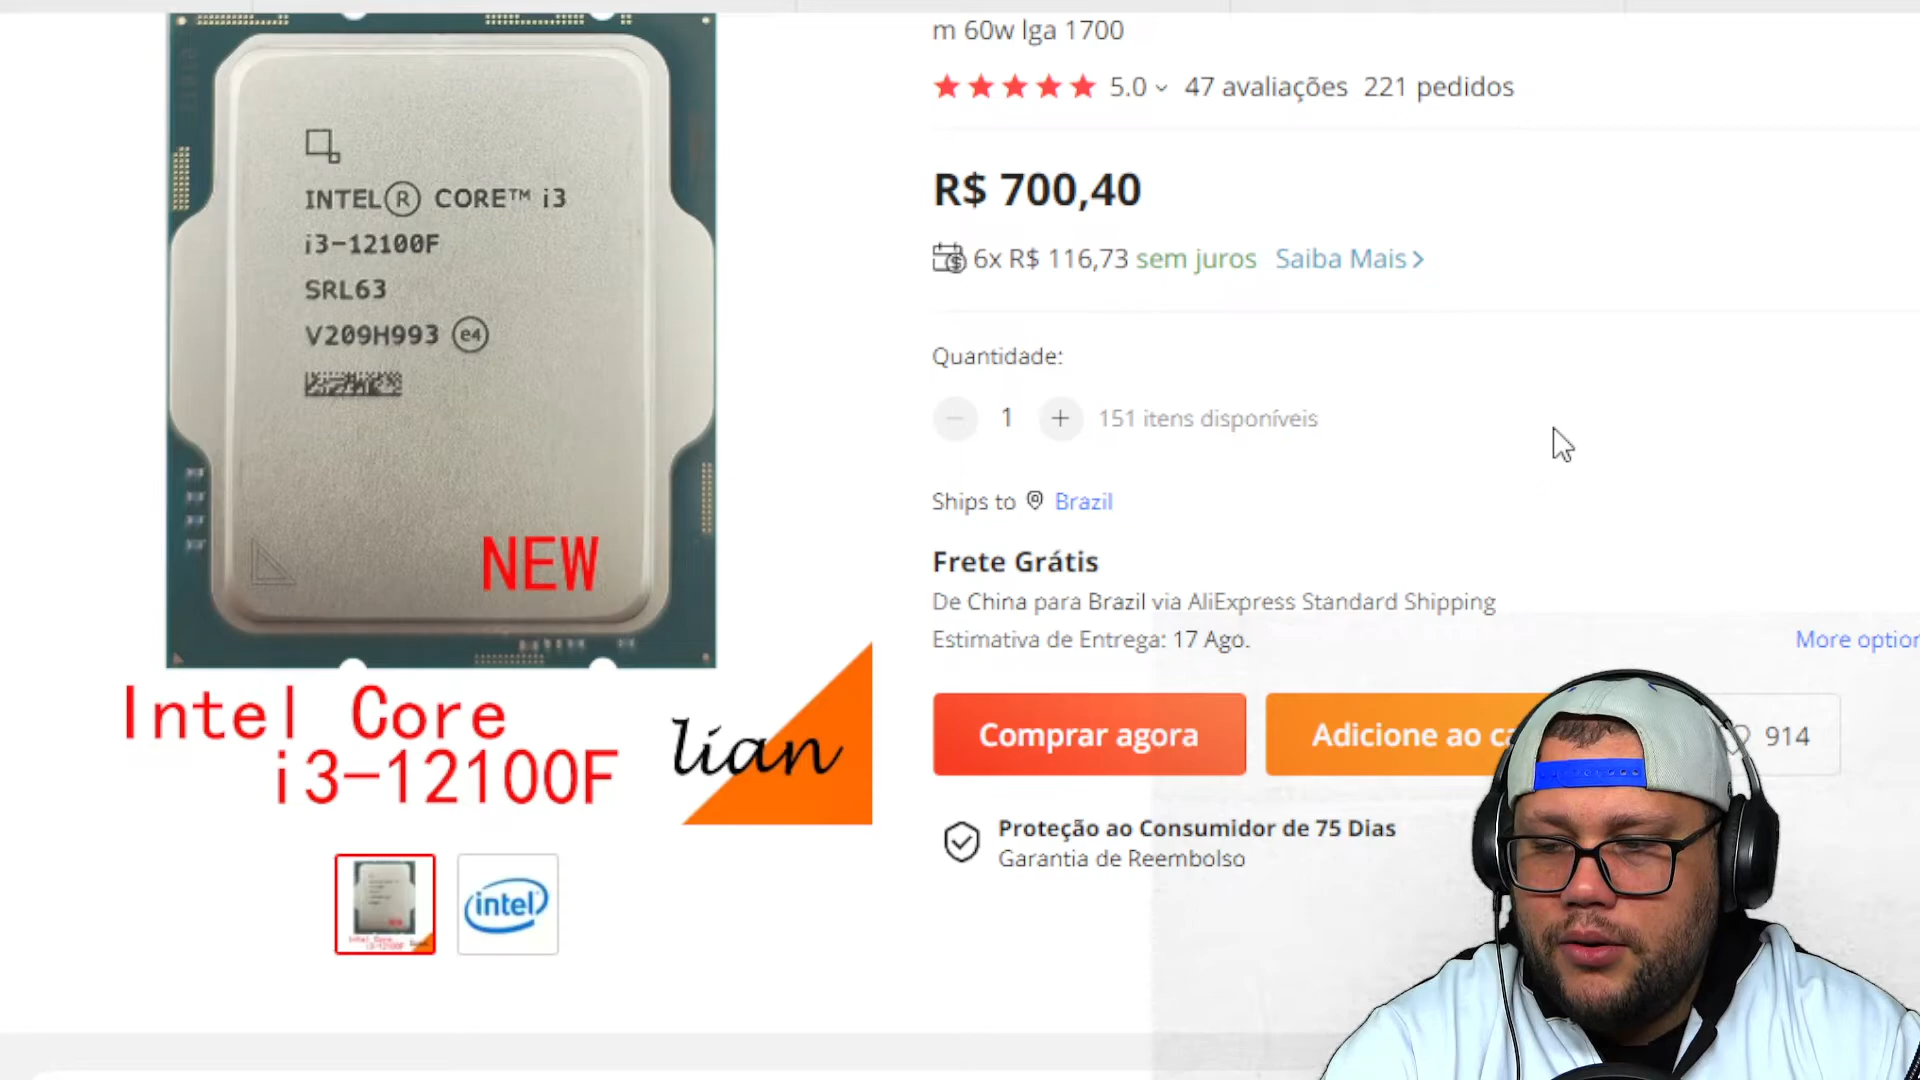 INTEL® CORE™ i3
i3-12100F
SRL63
V209H993 e4
NEW
Intel Core
i3-12100F
lian
intel
m 60w lga 1700
5.0 47 avaliações 221 pedidos
R$ 700,40
6x R$ 116,73 sem juros Saiba Mais
Quantidade:
− 1 + 151 itens disponíveis
Ships to Brazil
Frete Grátis
De China para Brazil via AliExpress Standard Shipping
Estimativa de Entrega: 17 Ago.
More option
Comprar agora
Adicione ao ca
914
Proteção ao Consumidor de 75 Dias
Garantia de Reembolso